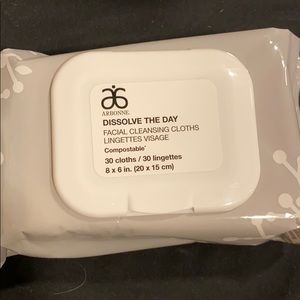 ARBONNE
DISSOLVE THE DAY
FACIAL CLEANSING CLOTHS
LINGETTES VISAGE
Compostable*
30 cloths / 30 lingettes
8 x 6 in. (20 x 15 cm)